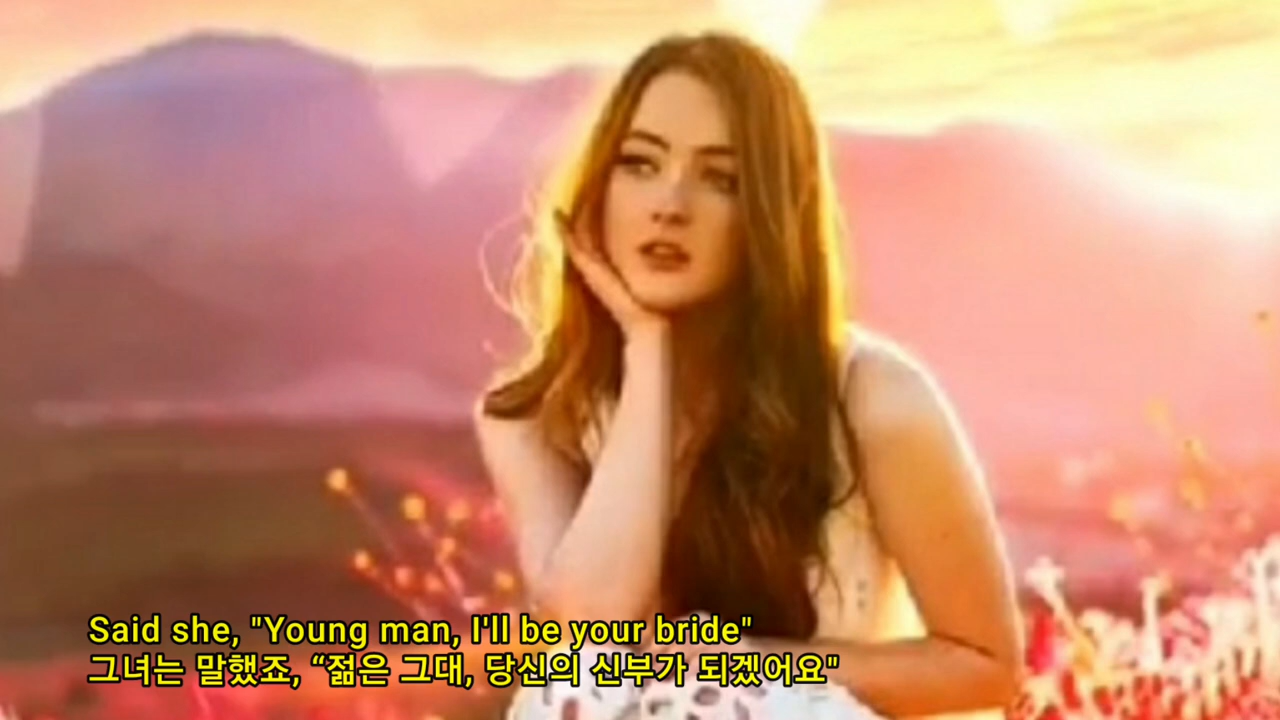 Said she, "Young man, I'll be your bride"
그녀는 말했죠, “젊은 그대, 당신의 신부가 되겠어요"